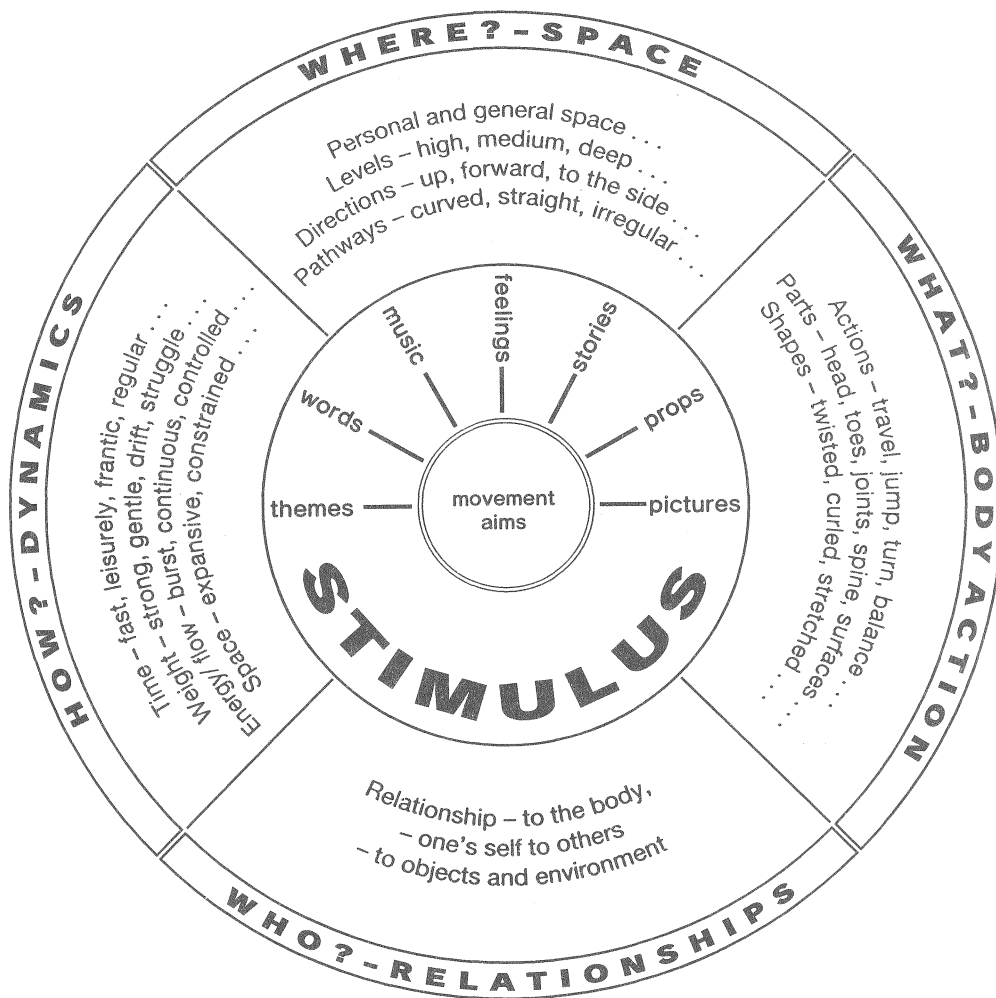 WHERE?-SPACE
Personal and general space . . .
Levels – high, medium, deep . . .
Directions – up, forward, to the side . . .
Pathways – curved, straight, irregular . . .
WHAT?-BODY ACTION
Actions – travel, jump, turn, balance . . .
Parts – head, toes, joints, spine, surfaces . . .
Shapes – twisted, curled, stretched . . .
WHO?-RELATIONSHIPS
Relationship – to the body,
– one's self to others
– to objects and environment
HOW?-DYNAMICS
Time – fast, leisurely, frantic, regular . . .
Weight – strong, gentle, drift, struggle . . .
Energy/ flow – burst, continuous, controlled . . .
Space – expansive, constrained . . .
themes
words
music
feelings
stories
props
pictures
movement
aims
STIMULUS